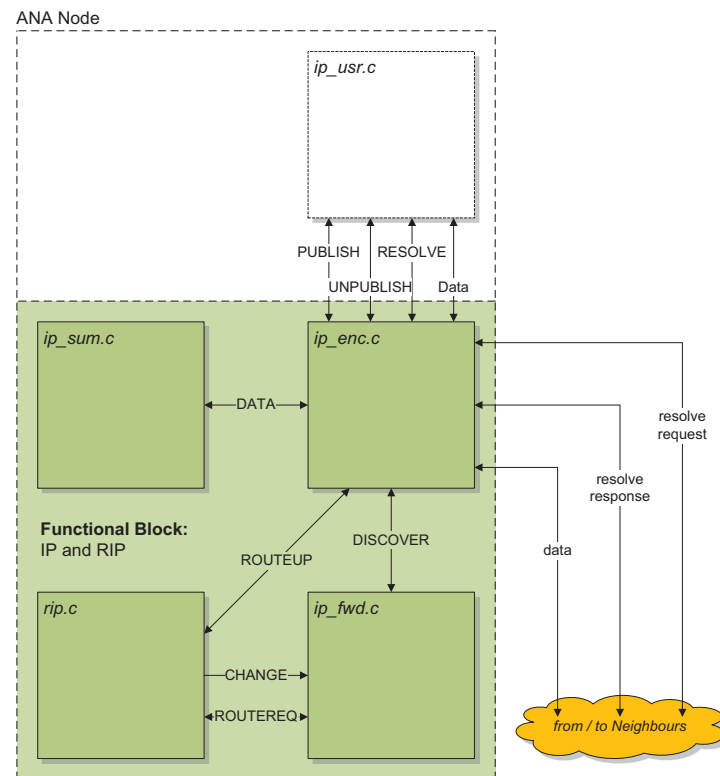 ANA Node
ip_usr.c
PUBLISH
RESOLVE
UNPUBLISH
Data
ip_sum.c
ip_enc.c
DATA
resolve
request
resolve
response
Functional Block:
IP and RIP
ROUTEUP
DISCOVER
data
rip.c
ip_fwd.c
CHANGE
ROUTEREQ
from / to Neighbours